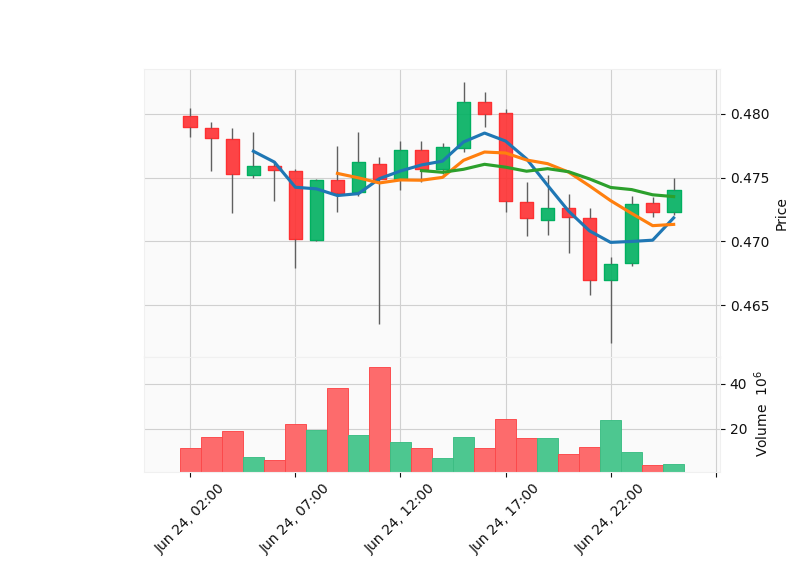 0.480
0.475
0.470
0.465
Price
40
20
Volume 10^6
Jun 24, 02:00
Jun 24, 07:00
Jun 24, 12:00
Jun 24, 17:00
Jun 24, 22:00